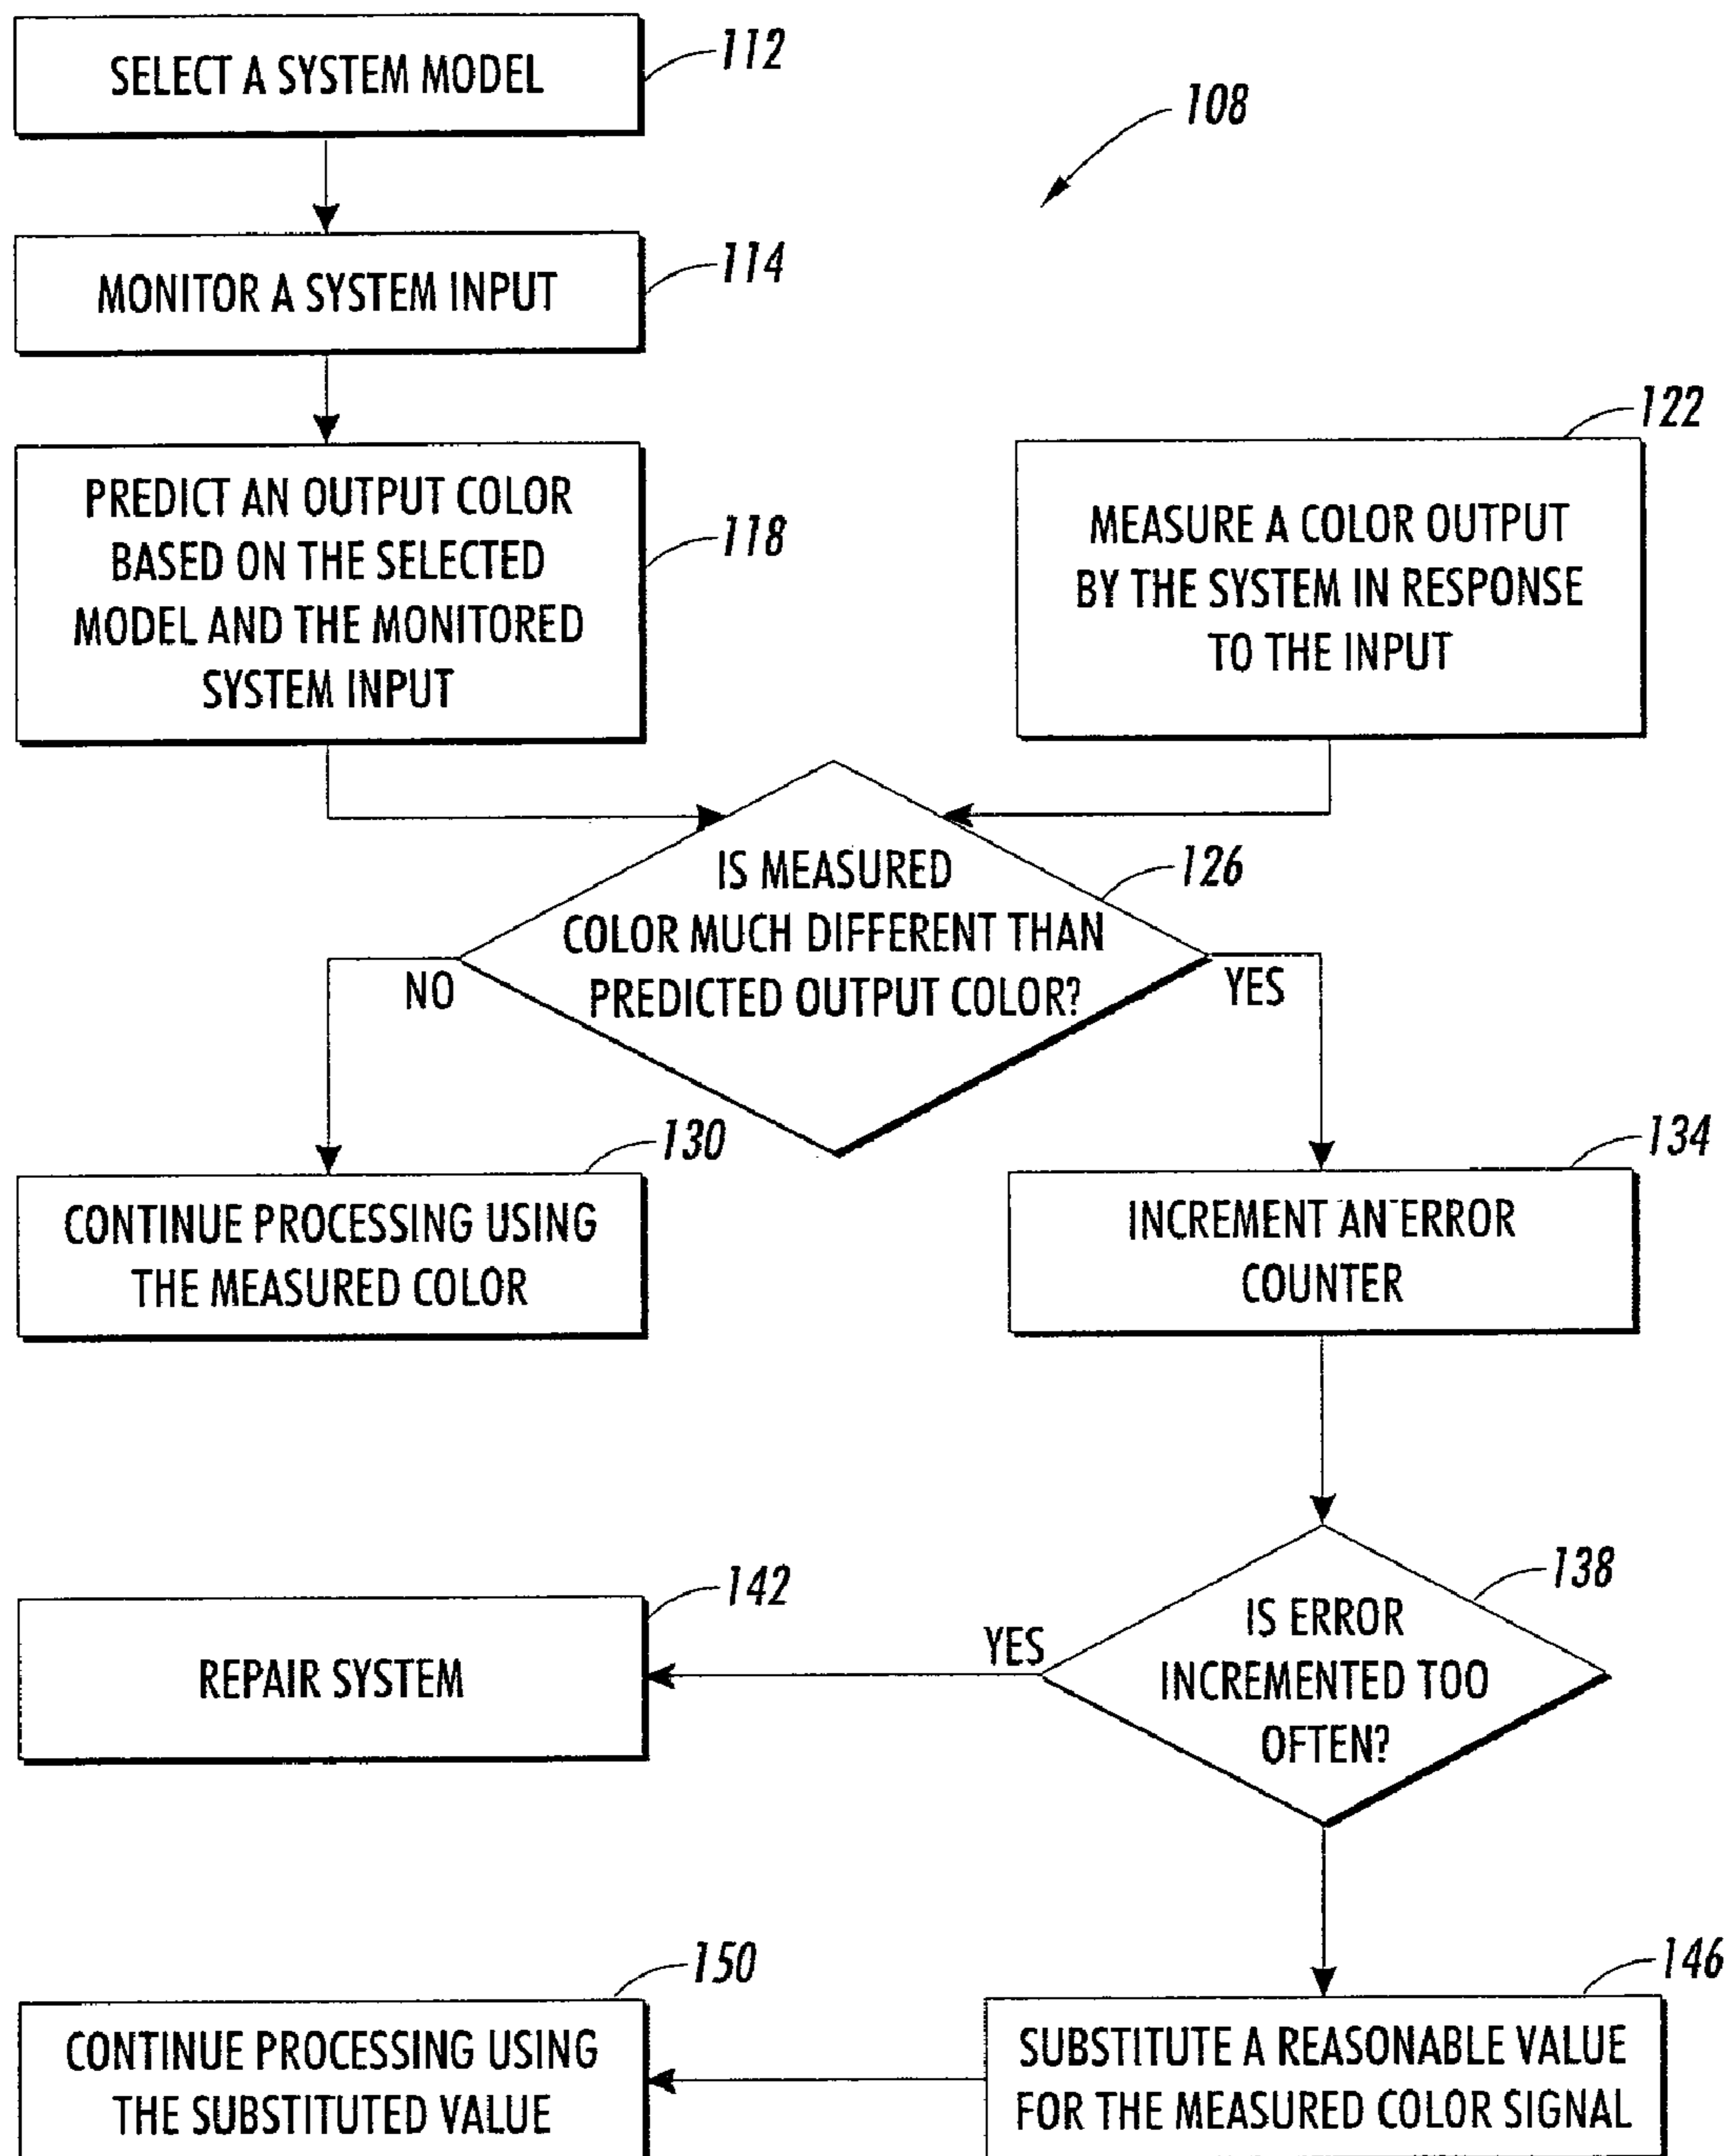 SELECT A SYSTEM MODEL
112
108
MONITOR A SYSTEM INPUT
114
PREDICT AN OUTPUT COLOR
BASED ON THE SELECTED
MODEL AND THE MONITORED
SYSTEM INPUT
118
122
MEASURE A COLOR OUTPUT
BY THE SYSTEM IN RESPONSE
TO THE INPUT
IS MEASURED
COLOR MUCH DIFFERENT THAN
PREDICTED OUTPUT COLOR?
126
NO
YES
130
CONTINUE PROCESSING USING
THE MEASURED COLOR
134
INCREMENT AN ERROR
COUNTER
138
IS ERROR
INCREMENTED TOO
OFTEN?
YES
142
REPAIR SYSTEM
146
SUBSTITUTE A REASONABLE VALUE
FOR THE MEASURED COLOR SIGNAL
150
CONTINUE PROCESSING USING
THE SUBSTITUTED VALUE